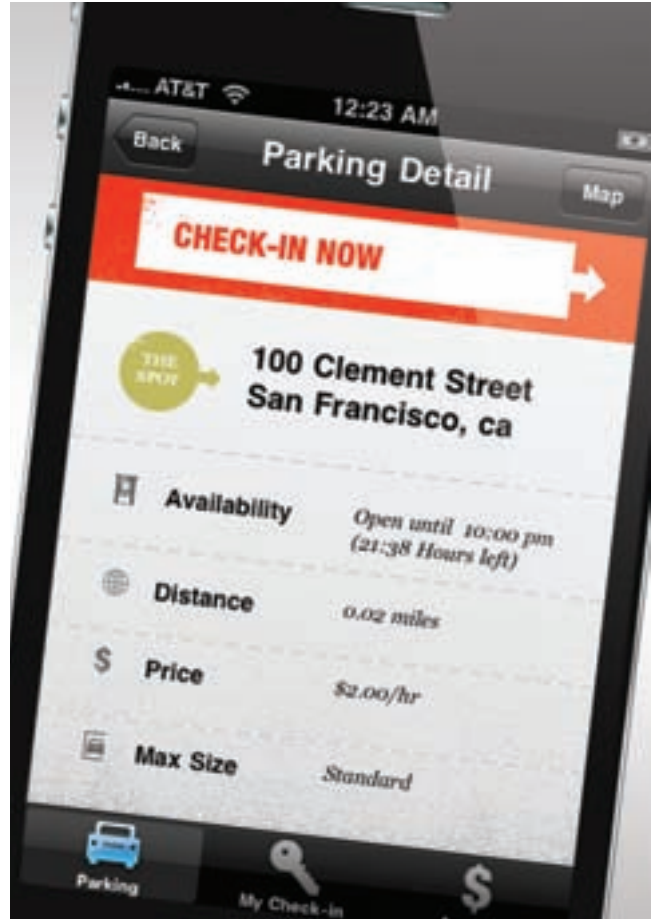 AT&T 12:23 AM
Back Parking Detail Map
CHECK-IN NOW
THE
SPOT
100 Clement Street
San Francisco, ca
Availability
Open until 10:00 pm
(21:38 Hours left)
Distance 0.02 miles
$ Price $2.00/hr
Max Size Standard
Parking My Check-in $